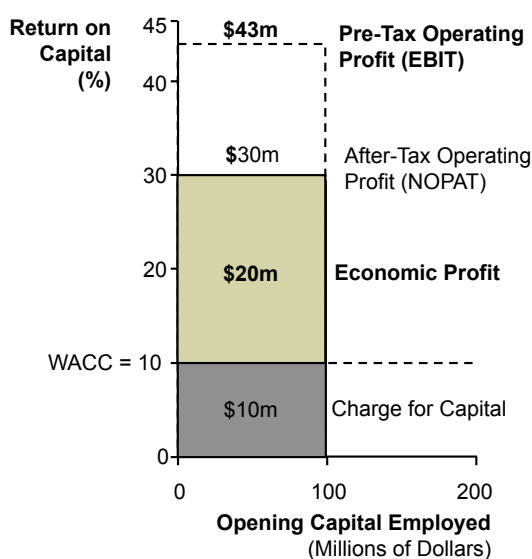 Return on
Capital
(%)
45
40
30
20
WACC = 10
0
$43m
Pre-Tax Operating
Profit (EBIT)
$30m
After-Tax Operating
Profit (NOPAT)
$20m
Economic Profit
$10m
Charge for Capital
0 100 200
Opening Capital Employed
(Millions of Dollars)